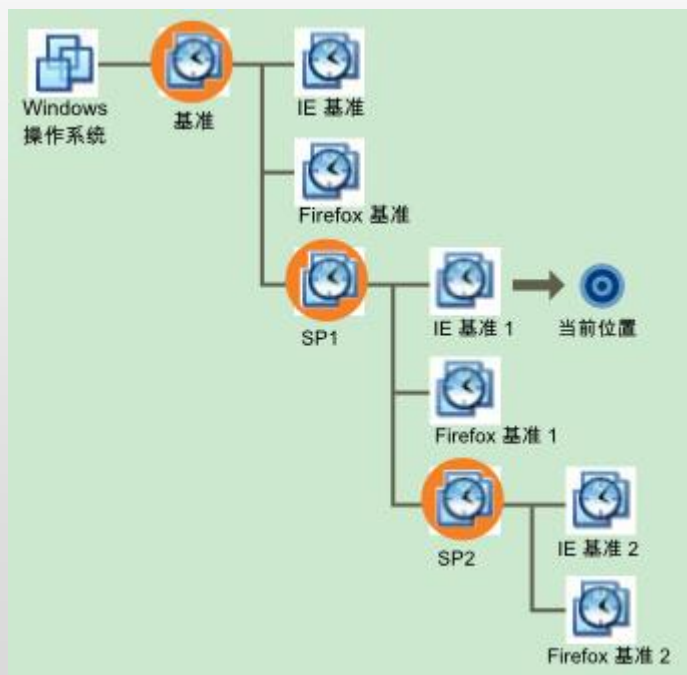 Windows
操作系统
基准
IE 基准
Firefox 基准
SP1
IE 基准 1
当前位置
Firefox 基准 1
SP2
IE 基准 2
Firefox 基准 2